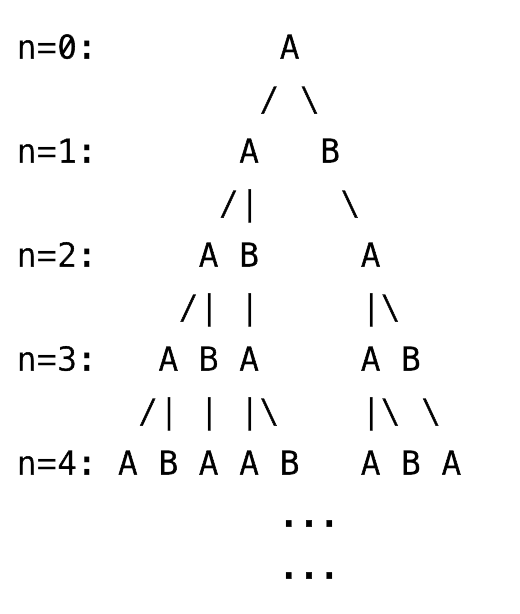 n=0:         A
            / \
n=1:       A   B
          /|    \
n=2:     A B     A
        /| |     |\
n=3:   A B A     A B
      /| | |\    |\ \
n=4: A B A A B   A B A
             ...
             ...